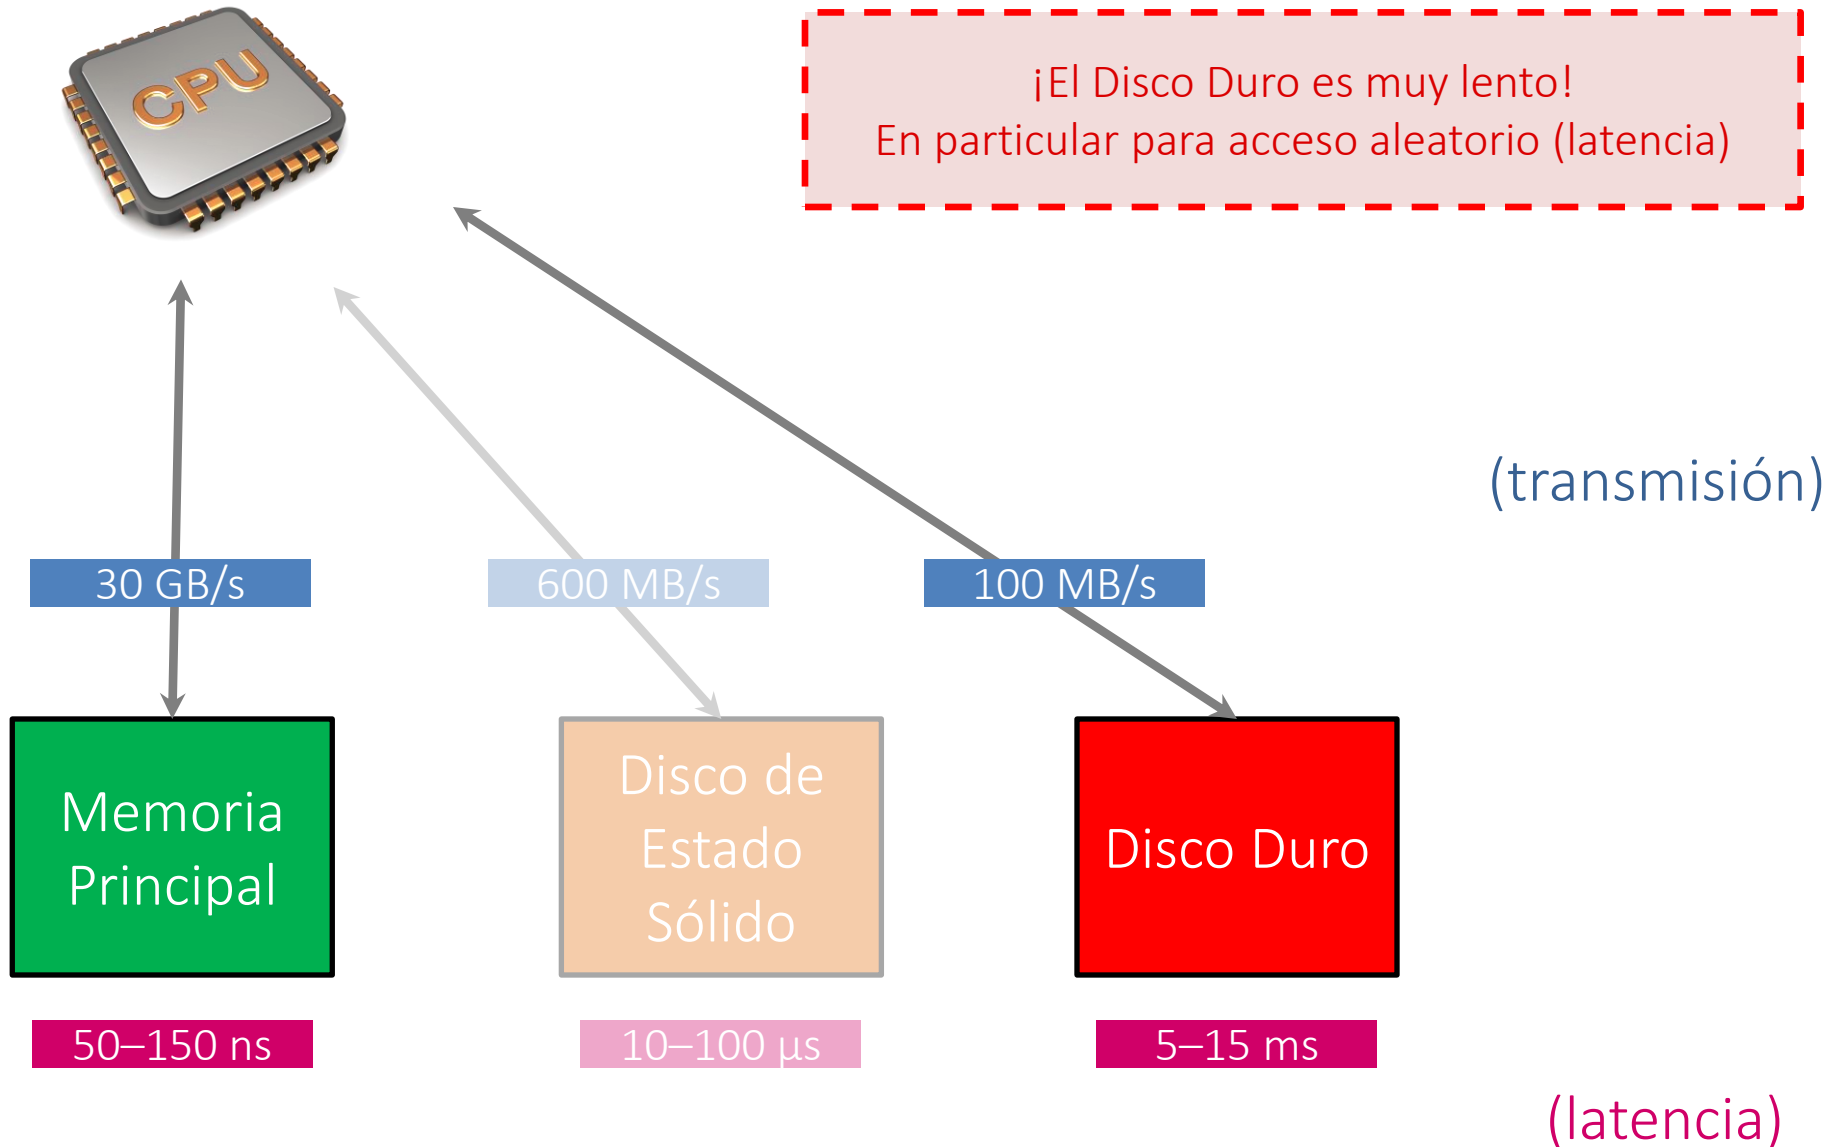 CPU
¡El Disco Duro es muy lento!
En particular para acceso aleatorio (latencia)
(transmisión)
30 GB/s
600 MB/s
100 MB/s
Memoria
Principal
Disco de
Estado
Sólido
Disco Duro
50–150 ns
10–100 μs
5–15 ms
(latencia)